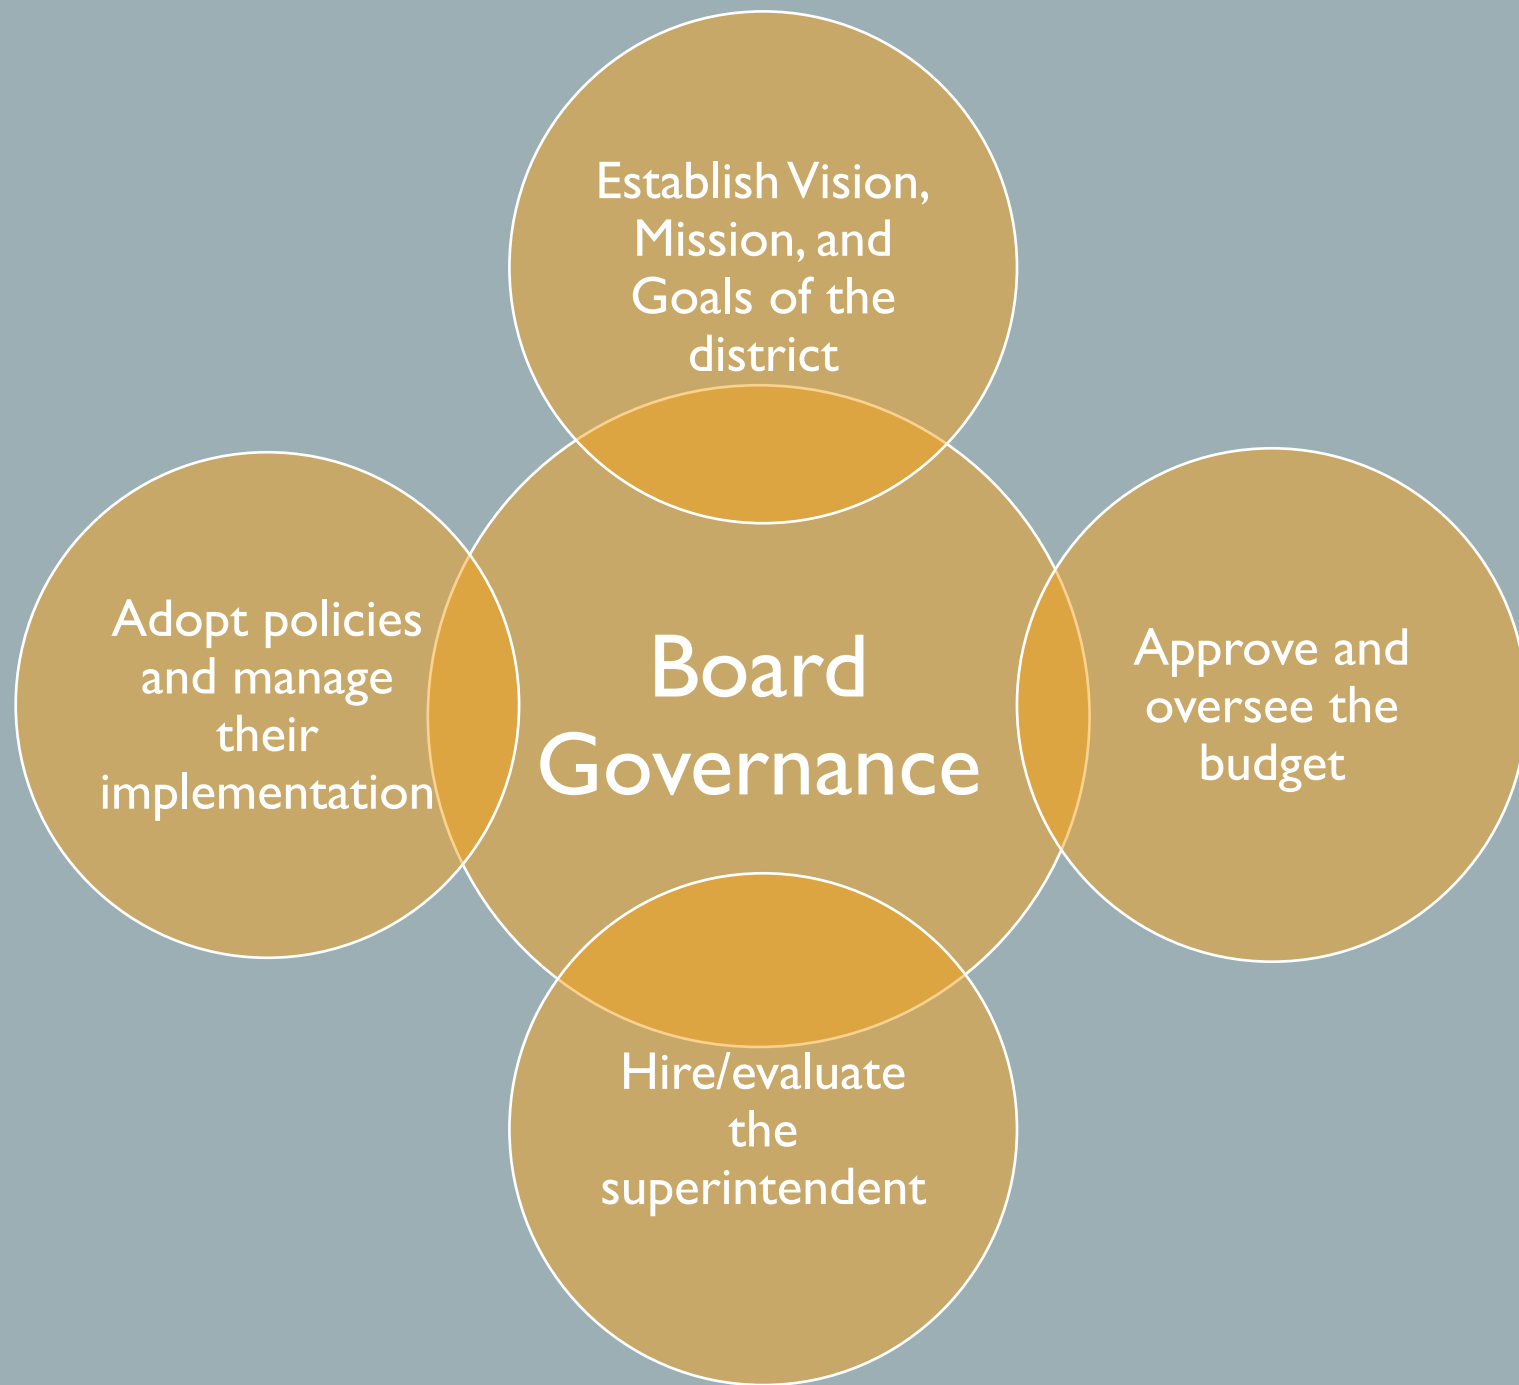 Establish Vision,
Mission, and
Goals of the
district
Adopt policies
and manage
their
implementation
Board
Governance
Approve and
oversee the
budget
Hire/evaluate
the
superintendent